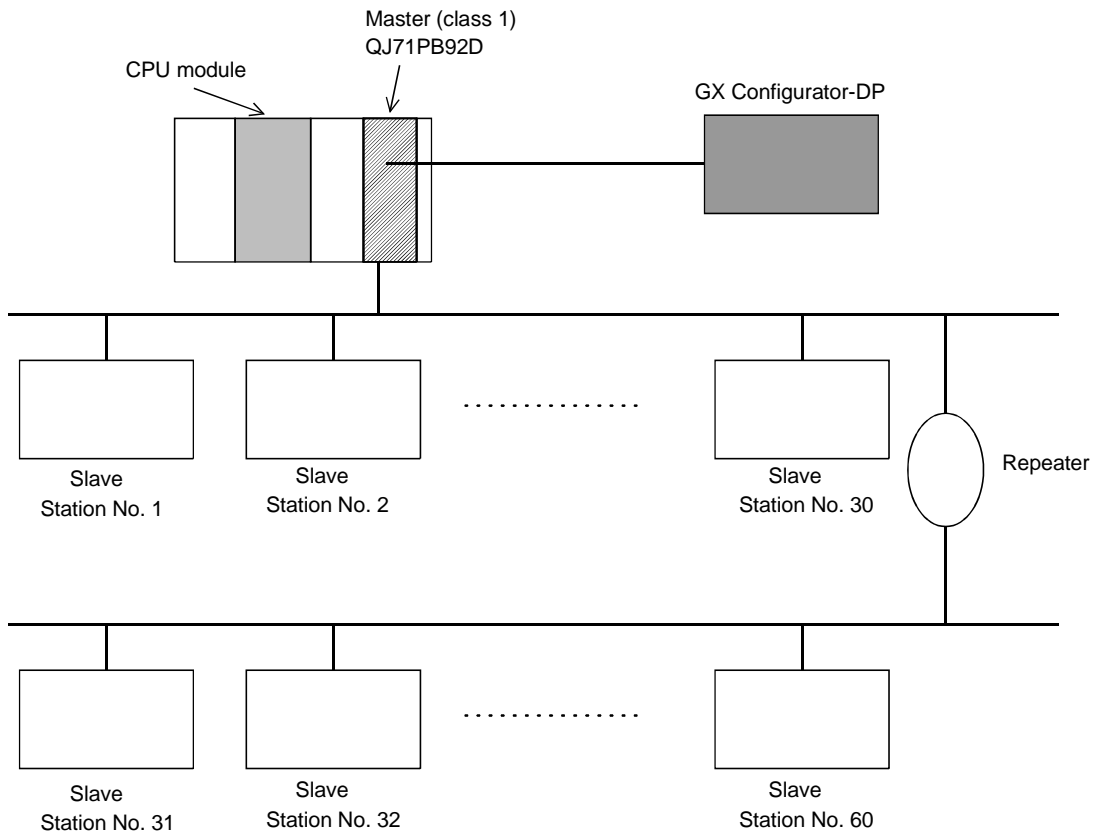 Master (class 1)
QJ71PB92D
CPU module
GX Configurator-DP
Slave
Station No. 1
Slave
Station No. 2
Slave
Station No. 30
Repeater
Slave
Station No. 31
Slave
Station No. 32
Slave
Station No. 60